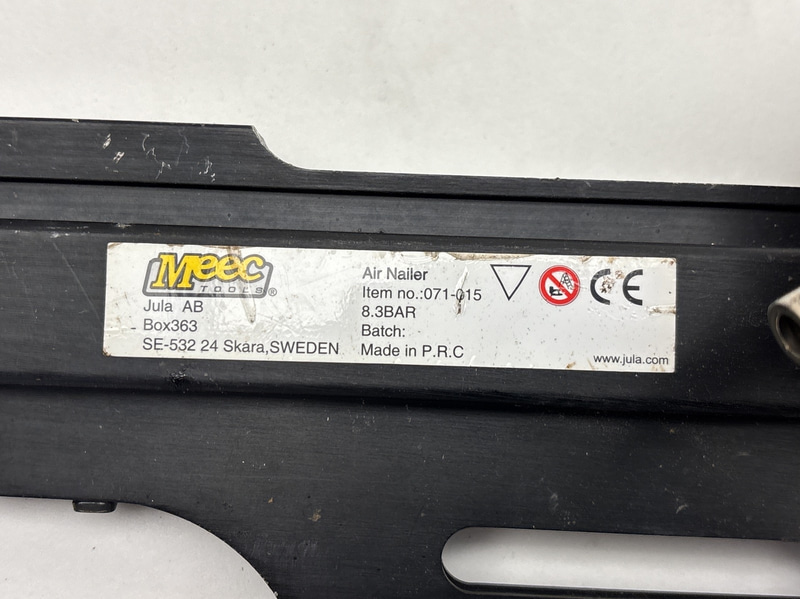 Meec
TOOLS®
Jula AB
Box363
SE-532 24 Skara,SWEDEN
Air Nailer
Item no.:071-015
8.3BAR
Batch:
Made in P.R.C
CE
www.jula.com